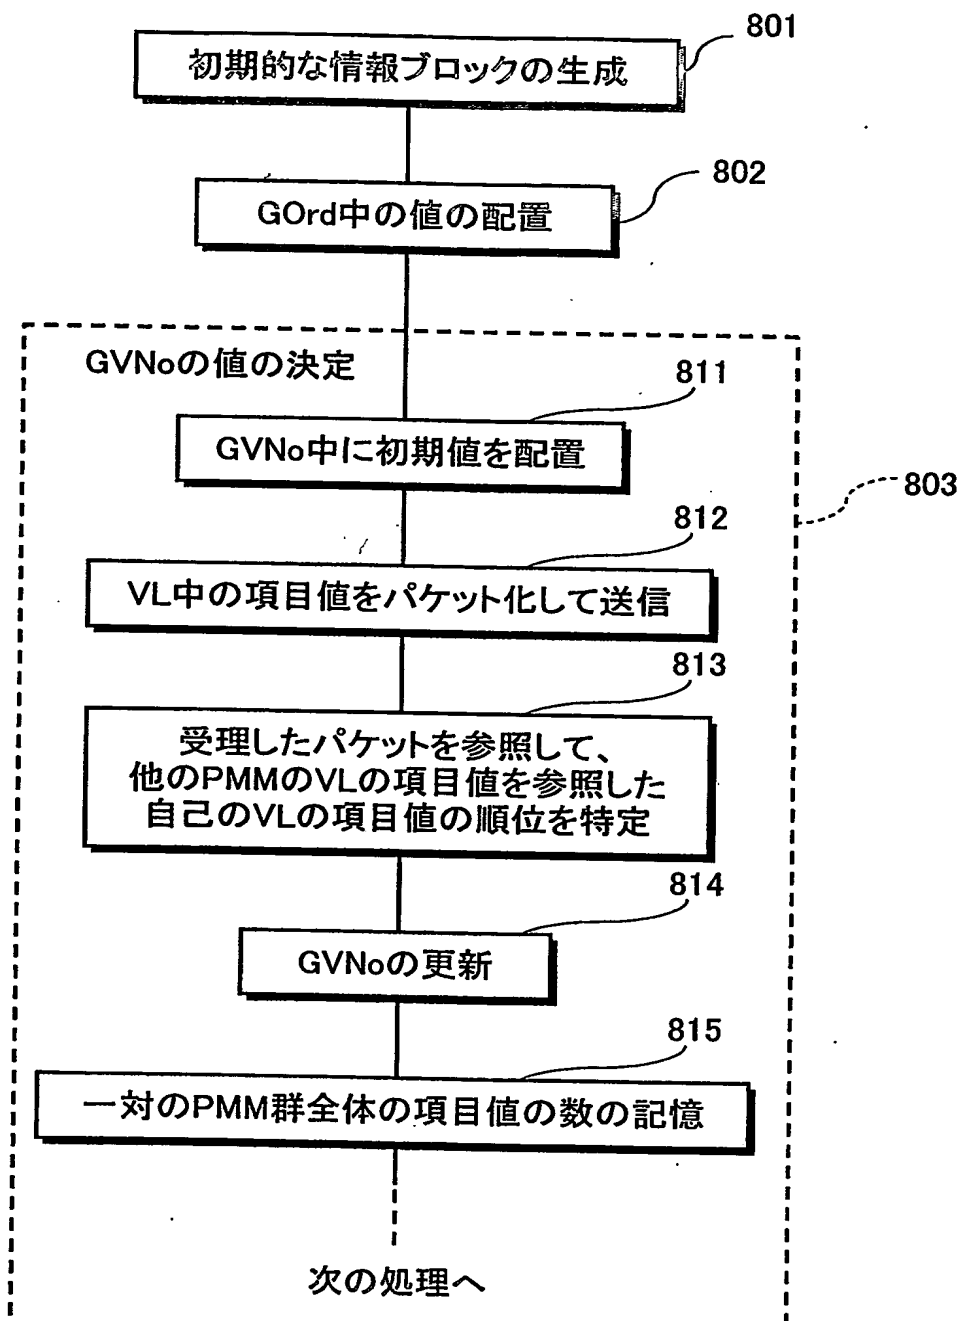 801
初期的な情報ブロックの生成
802
GOrd中の値の配置
GVNoの値の決定
811
GVNo中に初期値を配置
803
812
VL中の項目値をパケット化して送信
813
受理したパケットを参照して、
他のPMMのVLの項目値を参照した
自己のVLの項目値の順位を特定
814
GVNoの更新
815
一対のPMM群全体の項目値の数の記憶
次の処理へ